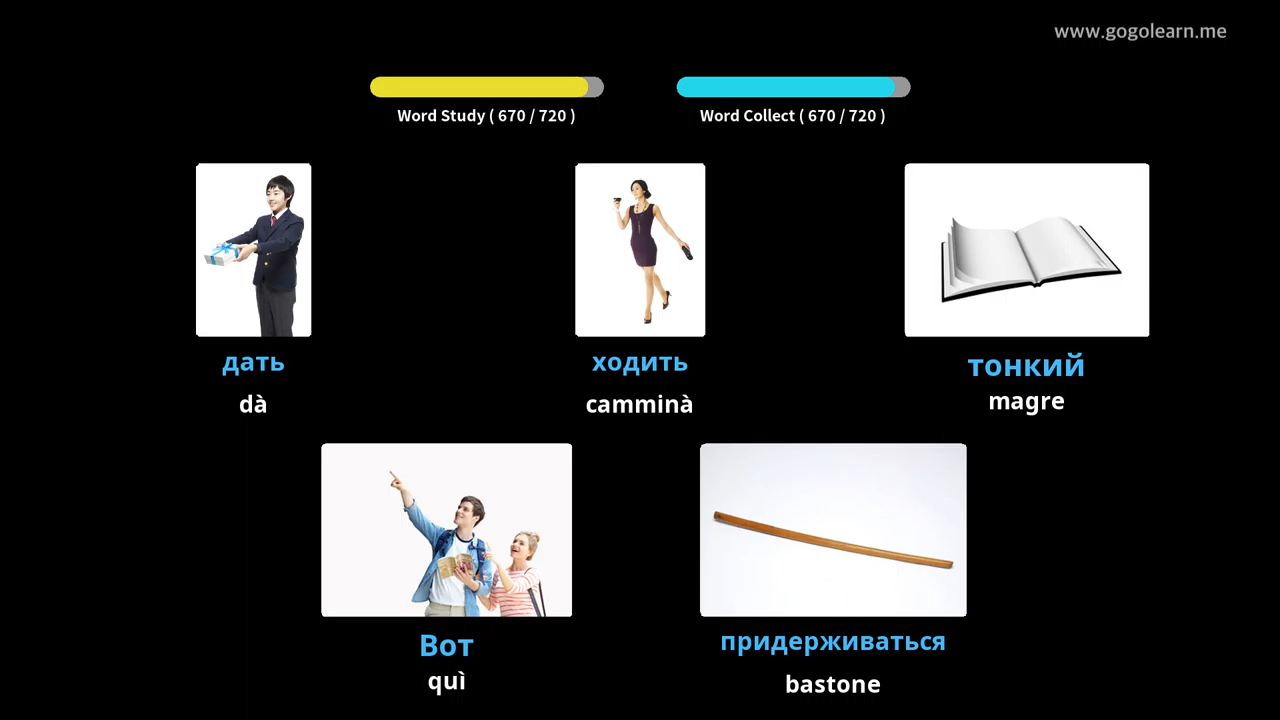 www.gogolearn.me
Word Study ( 670 / 720 )
Word Collect ( 670 / 720 )
дать
dà
ходить
camminà
тонкий
magre
Вот
quì
придерживаться
bastone